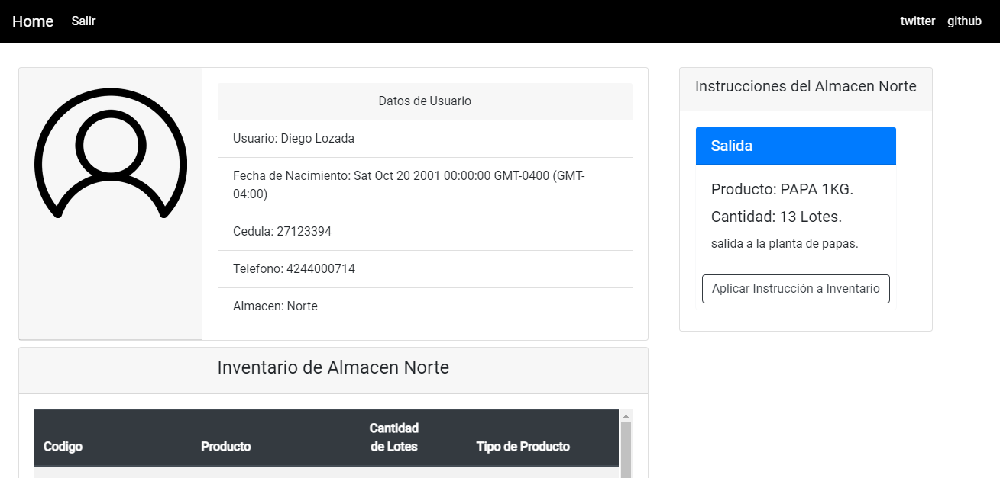 Home Salir twitter github
Datos de Usuario
Usuario: Diego Lozada
Fecha de Nacimiento: Sat Oct 20 2001 00:00:00 GMT-0400 (GMT-
04:00)
Cedula: 27123394
Telefono: 4244000714
Almacen: Norte
Instrucciones del Almacen Norte
Salida
Producto: PAPA 1KG.
Cantidad: 13 Lotes.
salida a la planta de papas.
Aplicar Instrucción a Inventario
Inventario de Almacen Norte
Cantidad
Codigo Producto de Lotes Tipo de Producto